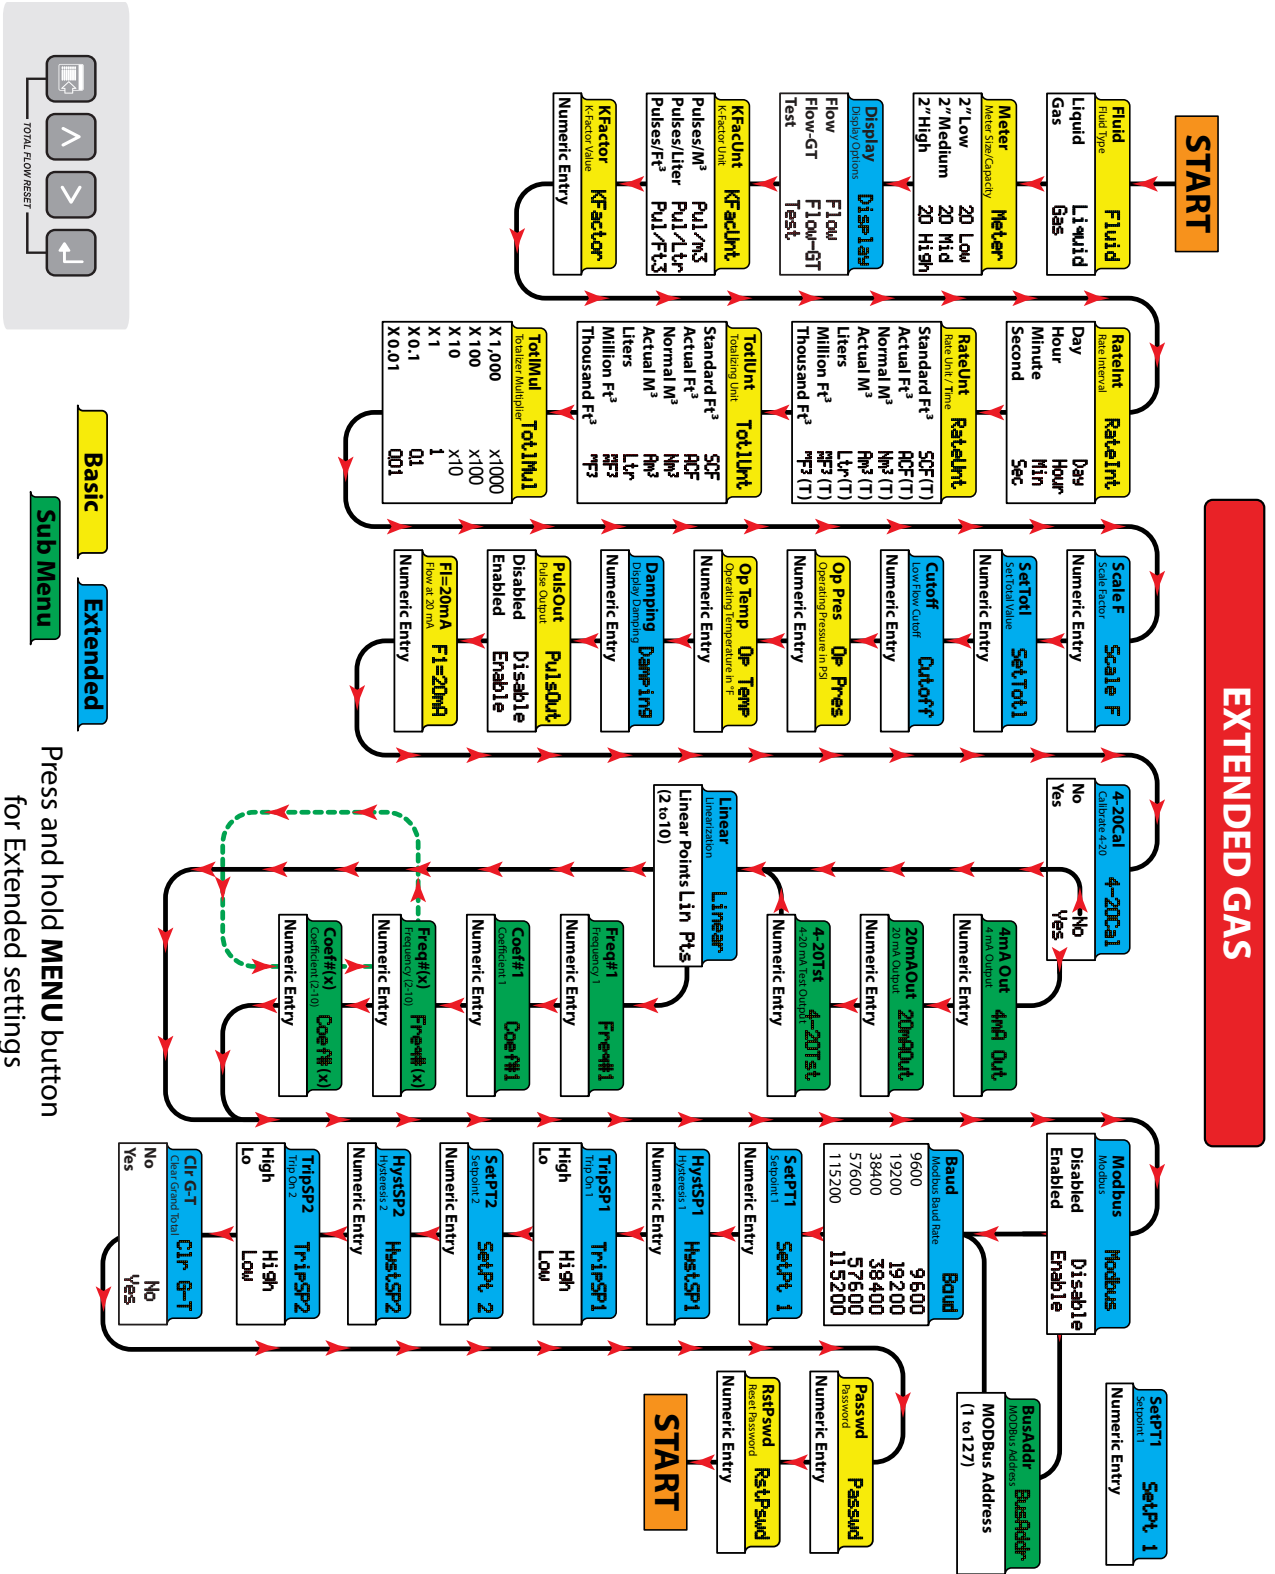 EXTENDED GAS
START
Fluid Fluid
Fluid Type
Liquid Liquid
Gas Gas
Meter Meter
Meter Size/Capacity
2"Low 20 Low
2"Medium 20 Mid
2"High 20 High
Display Display
Display Options
Flow Flow
Flow-GT Flow-GT
Test Test
KFacUnt KFacUnt
K-Factor Unit
Pulses/M³ Pul/m3
Pulses/Liter Pul/Ltr
Pulses/Ft³ Pul/Ft3
KFactor KFactor
K-Factor Value
Numeric Entry
RateInt RateInt
Rate Interval
Day Day
Hour Hour
Minute Min
Second Sec
RateUnt RateUnt
Rate Unit / Time
Standard Ft³ SCF(T)
Actual Ft³ ACF(T)
Normal M³ Nm³(T)
Actual M³ Am³(T)
Liters Ltr(T)
Million Ft³ MF³(T)
Thousand Ft³ MF³(T)
TotlUnt TotlUnt
Totalizing Unit
Standard Ft³ SCF
Actual Ft³ ACF
Normal M³ Nm³
Actual M³ Am³
Liters Ltr
Million Ft³ MF³
Thousand Ft³ MF³
TotlMul TotlMul
Totalizer Multiplier
X 1,000 x1000
X 100 x100
X 10 x10
X 1 1
X 0.1 0.1
X 0.01 0.01
Scale F Scale F
Scale Factor
Numeric Entry
SetTotl SetTotl
Set Total Value
Numeric Entry
Cutoff Cutoff
Low Flow Cutoff
Numeric Entry
Op Pres Op Pres
Operating Pressure in PSI
Numeric Entry
Op Temp Op Temp
Operating Temperature in °F
Numeric Entry
Damping Damping
Display Damping
Numeric Entry
PulsOut PulsOut
Pulse Output
Disabled Disable
Enabled Enable
Fl=20mA Fl=20mA
Flow at 20 mA
Numeric Entry
4-20Cal 4-20Cal
Calibrate 4-20
No No
Yes Yes
4mA Out 4mA Out
4 mA Output
Numeric Entry
20mAOut 20mAOut
20 mA Output
Numeric Entry
4-20Tst 4-20Tst
4-20 mA Test Output
Numeric Entry
Linear Linear
Linearization
Linear Points Lin Pts
(2 to10)
Freq#1 Freq#1
Frequency 1
Numeric Entry
Coef#1 Coef#1
Coefficient 1
Numeric Entry
Freq#(x) Freq#(x)
Frequency (2-10)
Numeric Entry
Coef#(x) Coef#(x)
Coefficient (2-10)
Numeric Entry
Modbus Modbus
Modbus
Disabled Disable
Enabled Enable
BusAddr BusAddr
MODBus Address
MODBus Address
(1 to127)
Baud Baud
Modbus Baud Rate
9600 9600
19200 19200
38400 38400
57600 57600
115200 115200
SetPT1 SetPt 1
Setpoint 1
Numeric Entry
HystSP1 HystSP1
Hysteresis 1
Numeric Entry
TripSP1 TripSP1
Trip On 1
High High
Lo Low
SetPT2 SetPt 2
Setpoint 2
Numeric Entry
HystSP2 HystSP2
Hysteresis 2
Numeric Entry
TripSP2 TripSP2
Trip On 2
High High
Lo Low
Clr G-T Clr G-T
Clear Grand Total
No No
Yes Yes
SetPT1 SetPt 1
Setpoint 1
Numeric Entry
Passwd Passwd
Password
Numeric Entry
RstPswd RstPswd
Reset Password
Numeric Entry
START
TOTAL FLOW RESET
Basic
Extended
Sub Menu
Press and hold MENU button
for Extended settings